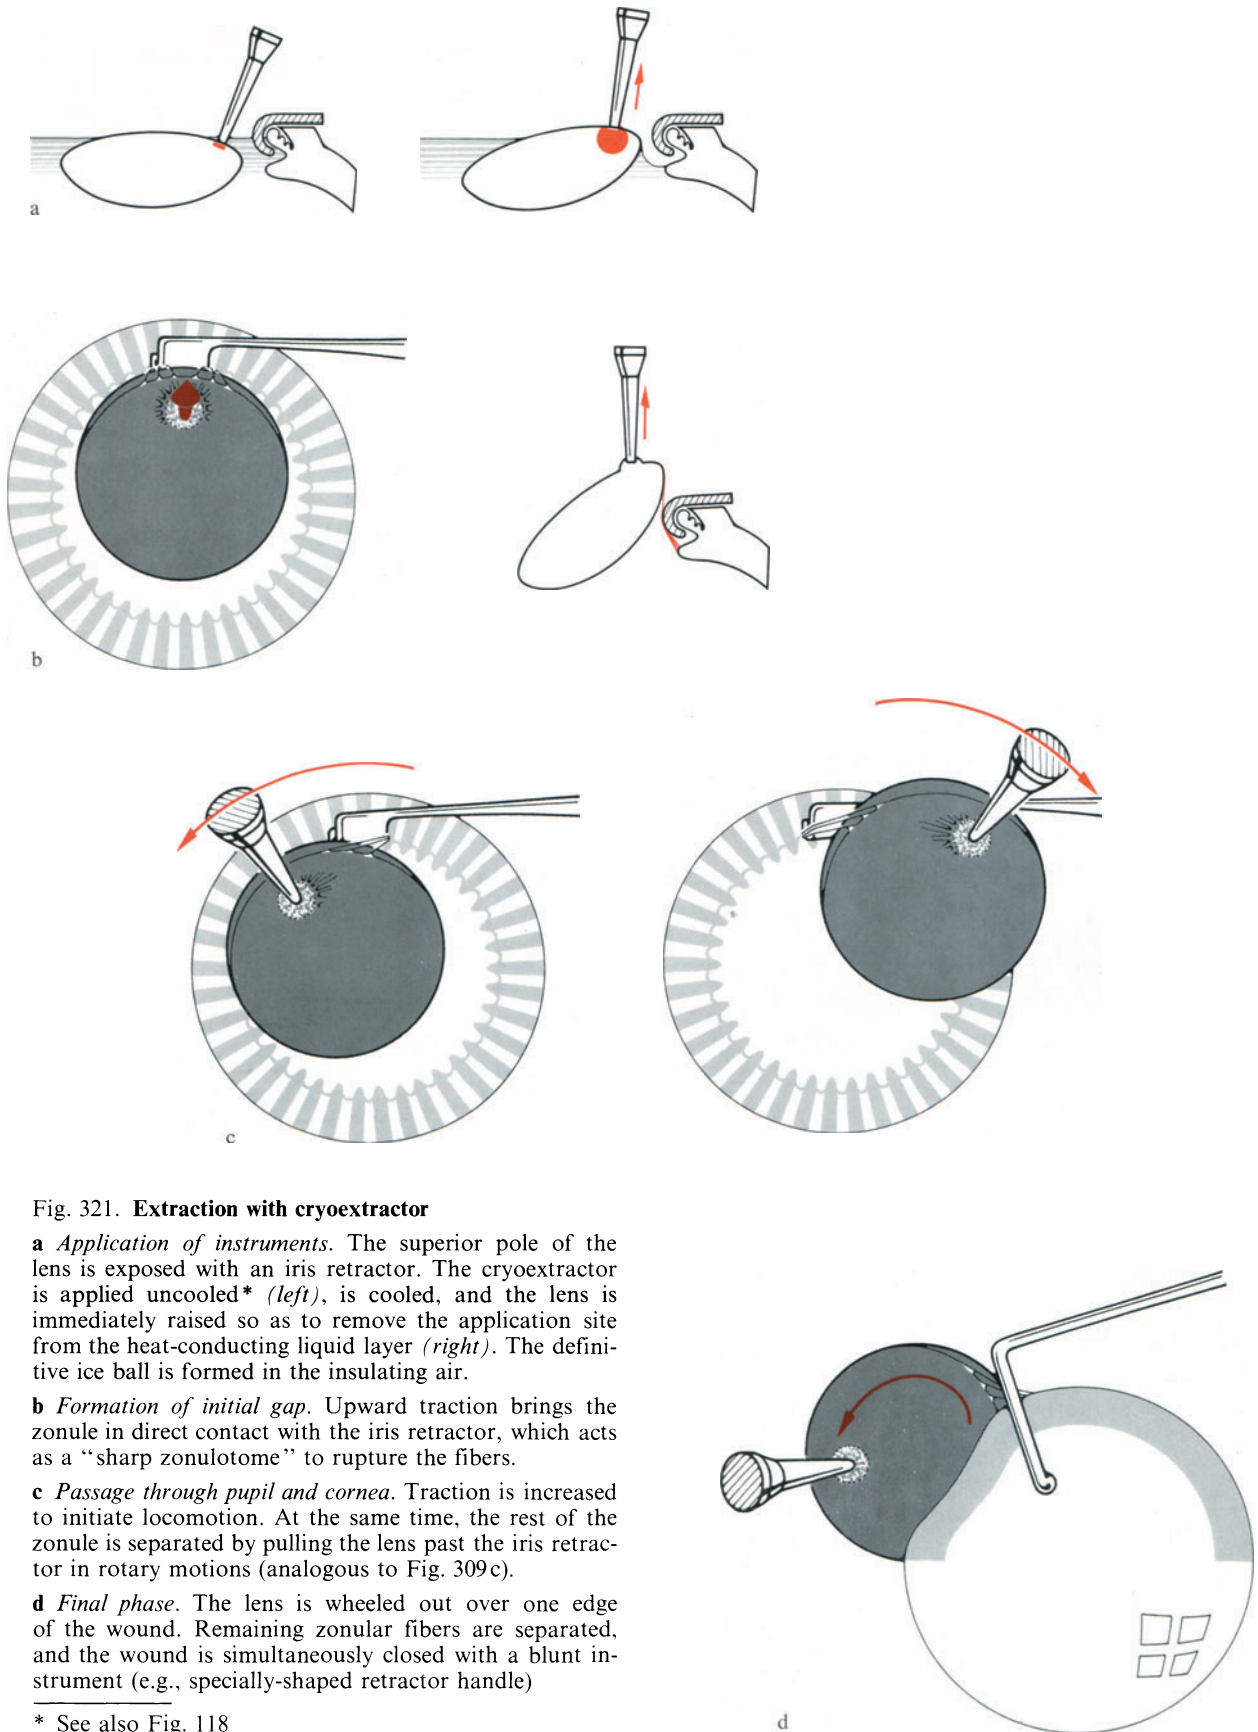 a
b
c
Fig. 321. Extraction with cryoextractor
a Application of instruments. The superior pole of the
lens is exposed with an iris retractor. The cryoextractor
is applied uncooled* (left), is cooled, and the lens is
immediately raised so as to remove the application site
from the heat-conducting liquid layer (right). The defini-
tive ice ball is formed in the insulating air.
b Formation of initial gap. Upward traction brings the
zonule in direct contact with the iris retractor, which acts
as a “sharp zonulotome” to rupture the fibers.
c Passage through pupil and cornea. Traction is increased
to initiate locomotion. At the same time, the rest of the
zonule is separated by pulling the lens past the iris retrac-
tor in rotary motions (analogous to Fig. 309c).
d Final phase. The lens is wheeled out over one edge
of the wound. Remaining zonular fibers are separated,
and the wound is simultaneously closed with a blunt in-
strument (e.g., specially-shaped retractor handle)
* See also Fig. 118
d